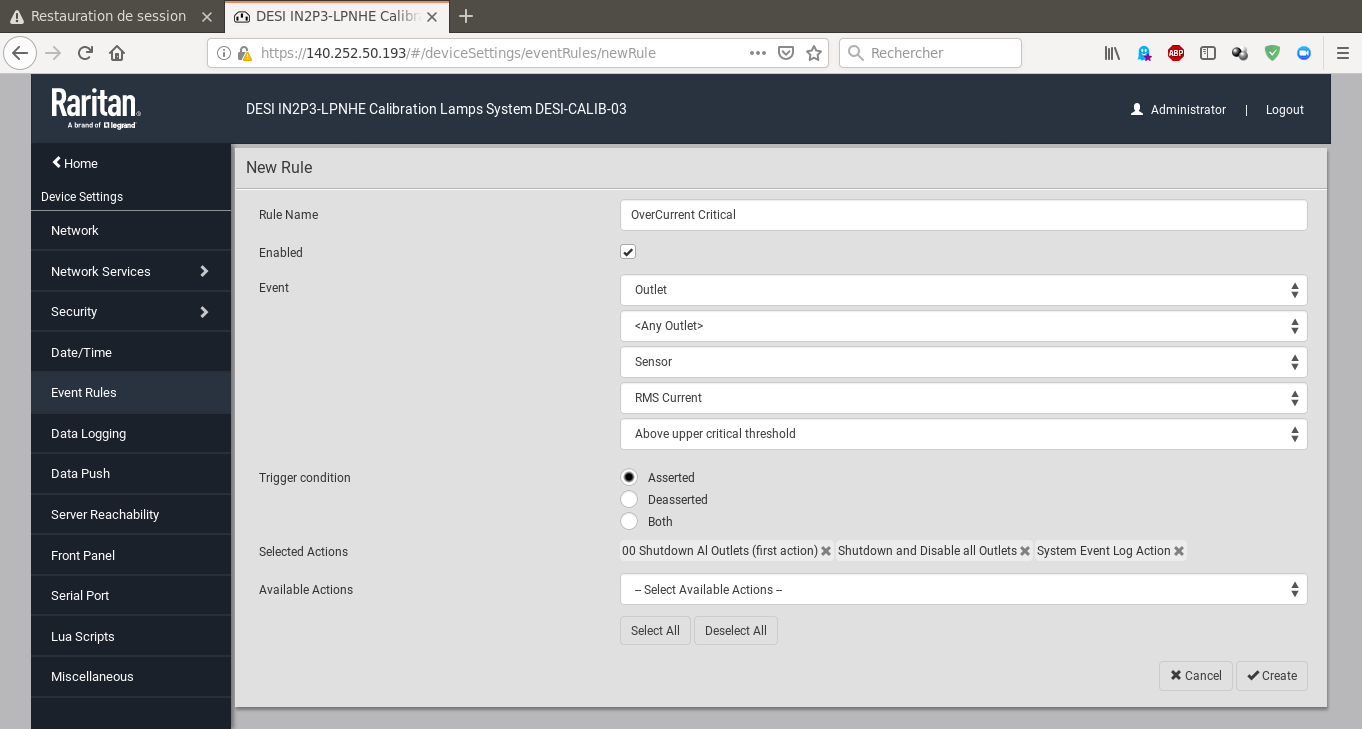 Restauration de session
DESI IN2P3-LPNHE Calibr
https://140.252.50.193/#/deviceSettings/eventRules/newRule
Rechercher
ABP
Raritan.
A brand of legrand
DESI IN2P3-LPNHE Calibration Lamps System DESI-CALIB-03
Administrator | Logout
Home
Device Settings
Network
Network Services
Security
Date/Time
Event Rules
Data Logging
Data Push
Server Reachability
Front Panel
Serial Port
Lua Scripts
Miscellaneous
New Rule
Rule Name OverCurrent Critical
Enabled
Event Outlet
<Any Outlet>
Sensor
RMS Current
Above upper critical threshold
Trigger condition Asserted
Deasserted
Both
Selected Actions 00 Shutdown Al Outlets (first action) Shutdown and Disable all Outlets System Event Log Action
Available Actions -- Select Available Actions --
Select All Deselect All
Cancel Create